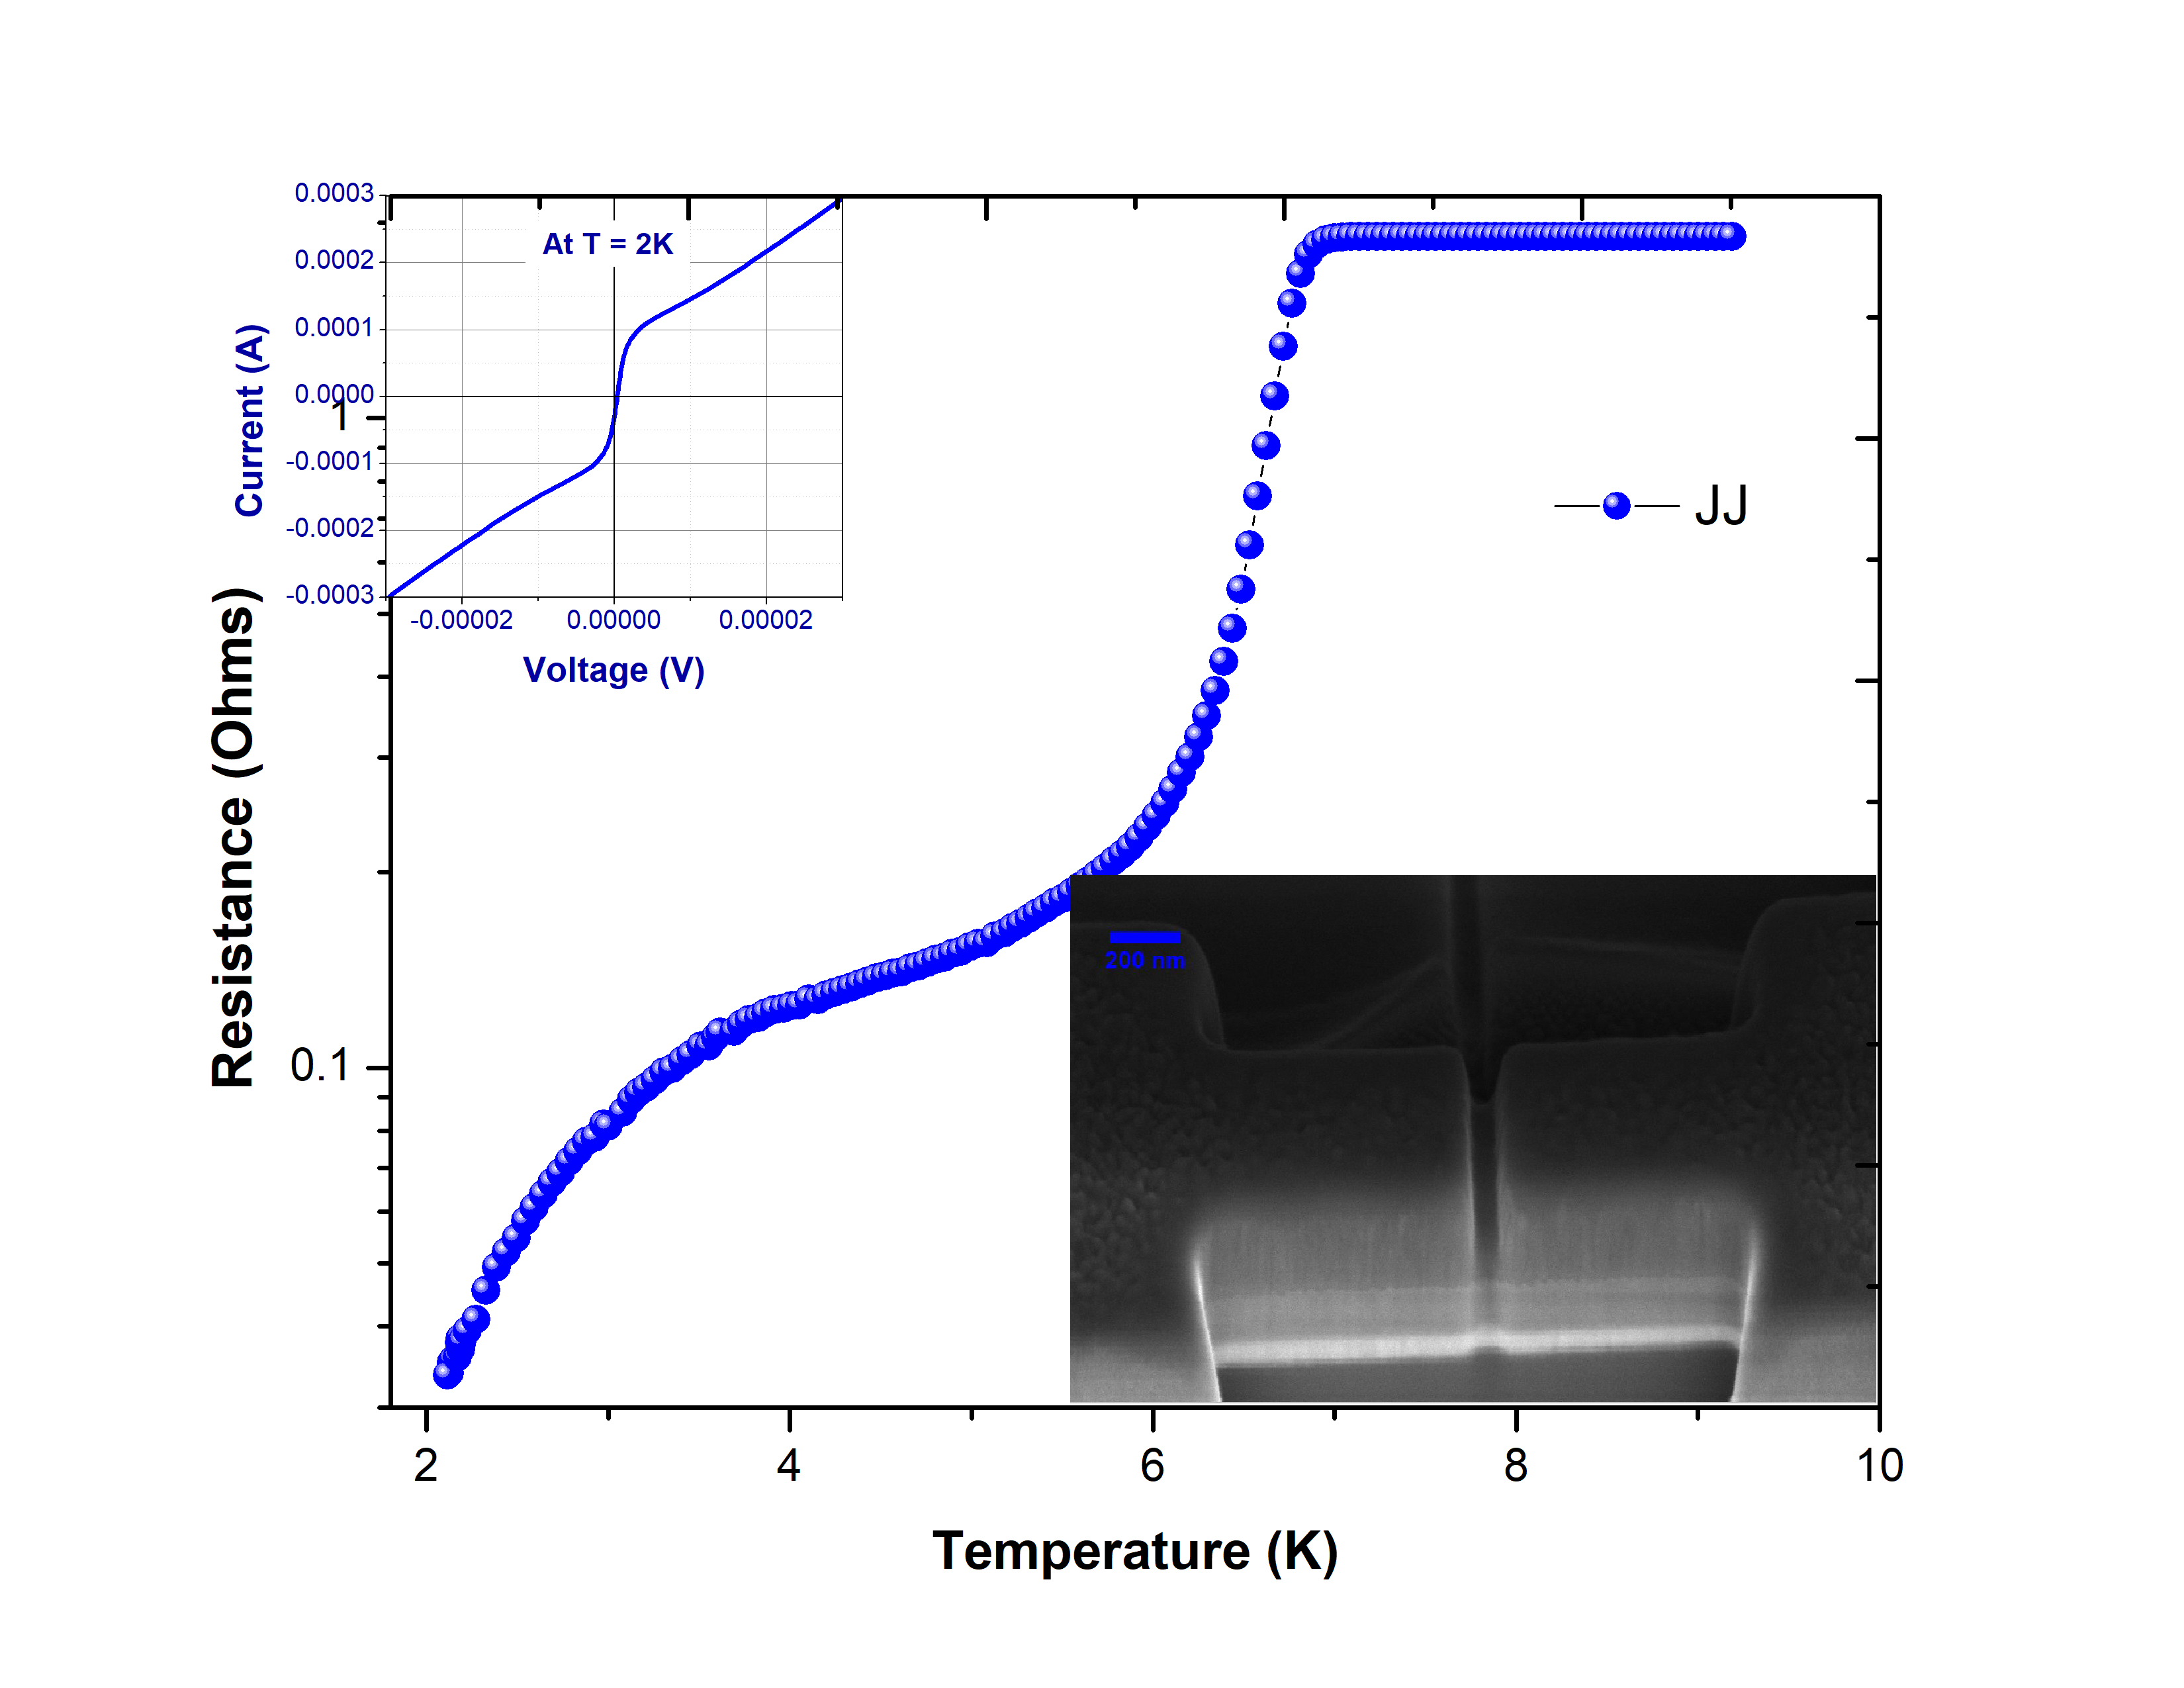 0.0003
0.0002
0.0001
0.0000
-0.0001
-0.0002
-0.0003
Current (A)
At T = 2K
-0.00002 0.00000 0.00002
Voltage (V)
1
0.1
Resistance (Ohms)
JJ
200 nm
2 4 6 8 10
Temperature (K)